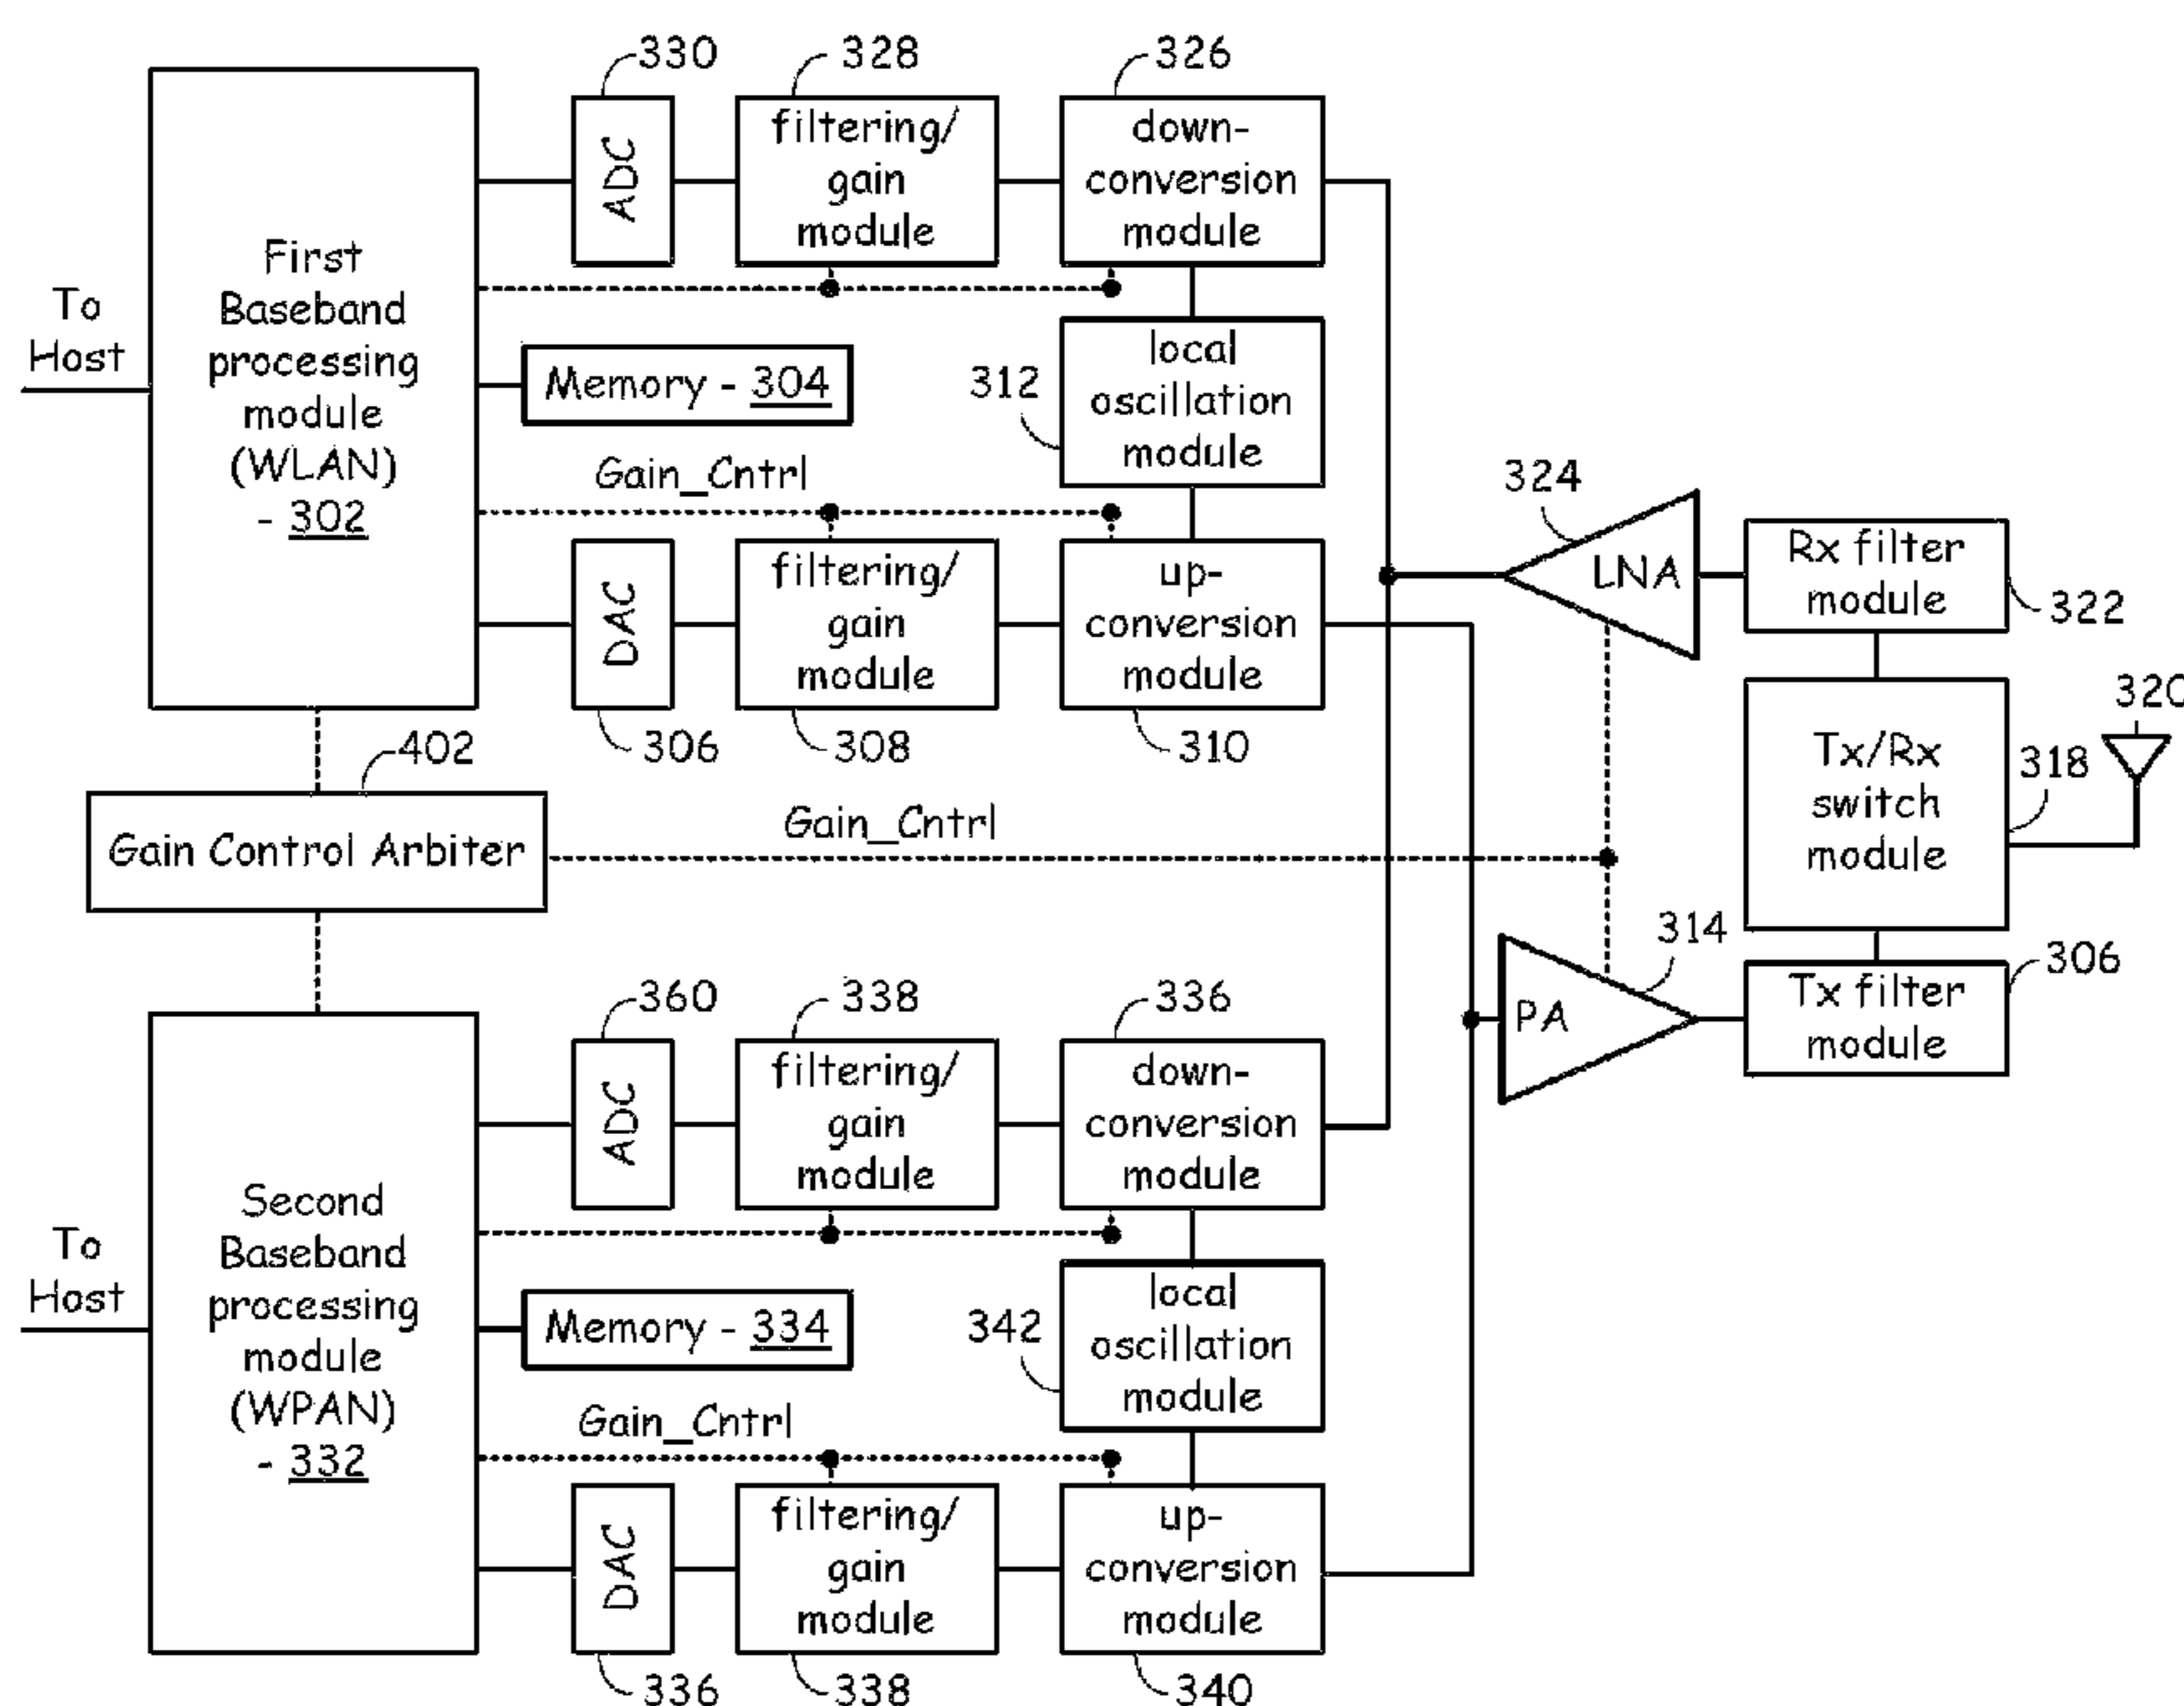 330
328
326
ADC
filtering/
gain
module
down-
conversion
module
First
Baseband
processing
module
(WLAN)
- 302
To
Host
Memory - 304
312
local
oscillation
module
Gain_Cntrl
DAC
filtering/
gain
module
up-
conversion
module
306
308
310
324
LNA
Rx filter
module
322
Tx/Rx
switch
module
318
320
402
Gain Control Arbiter
Gain_Cntrl
314
PA
Tx filter
module
306
360
338
336
ADC
filtering/
gain
module
down-
conversion
module
Second
Baseband
processing
module
(WPAN)
- 332
To
Host
Memory - 334
342
local
oscillation
module
Gain_Cntrl
DAC
filtering/
gain
module
up-
conversion
module
336
338
340